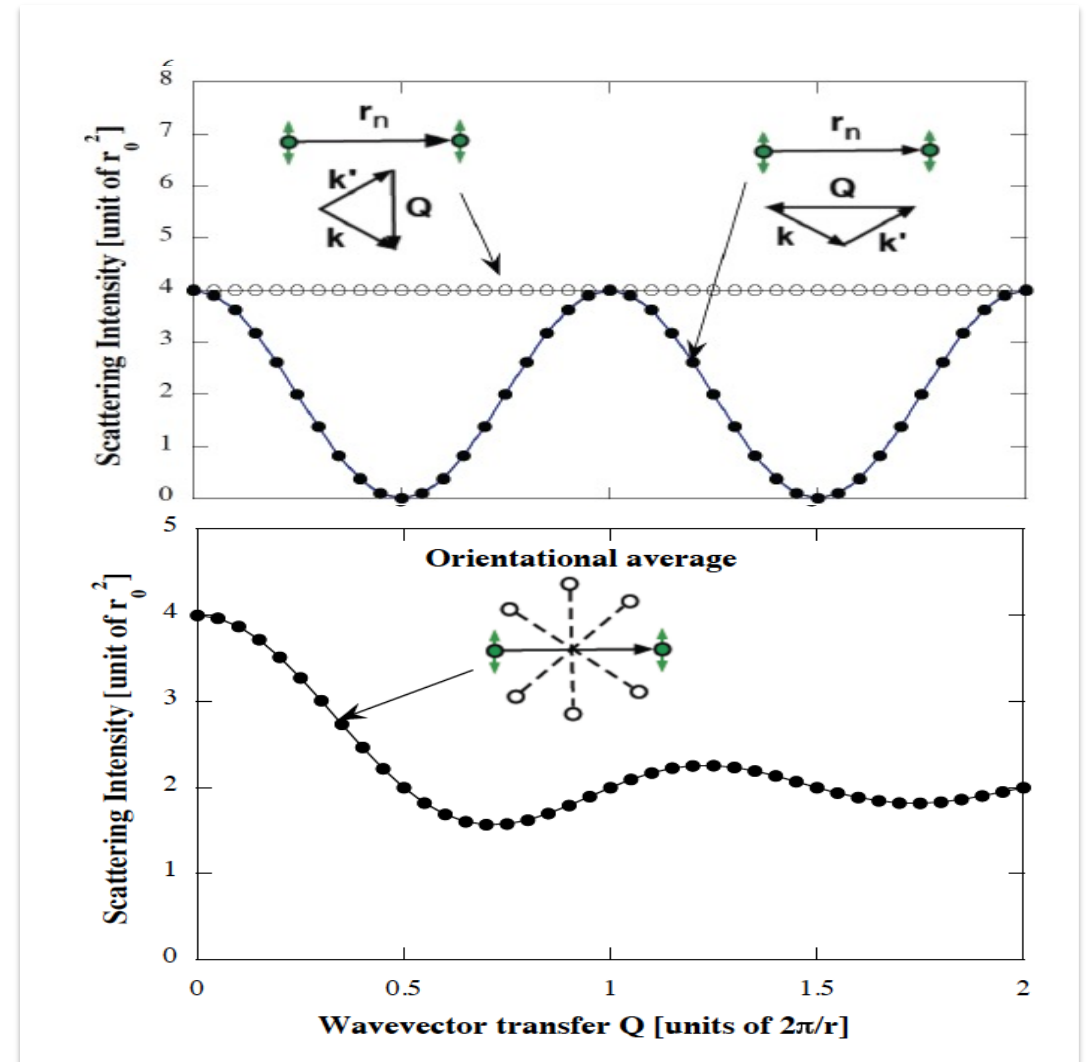 8
7
6
5
4
3
2
1
0
Scattering Intensity [unit of r₀²]
rₙ
k'
Q
k
rₙ
Q
k
k'
5
4
3
2
1
0
Scattering Intensity [unit of r₀²]
Orientational average
0
0.5
1
1.5
2
Wavevector transfer Q [units of 2π/r]